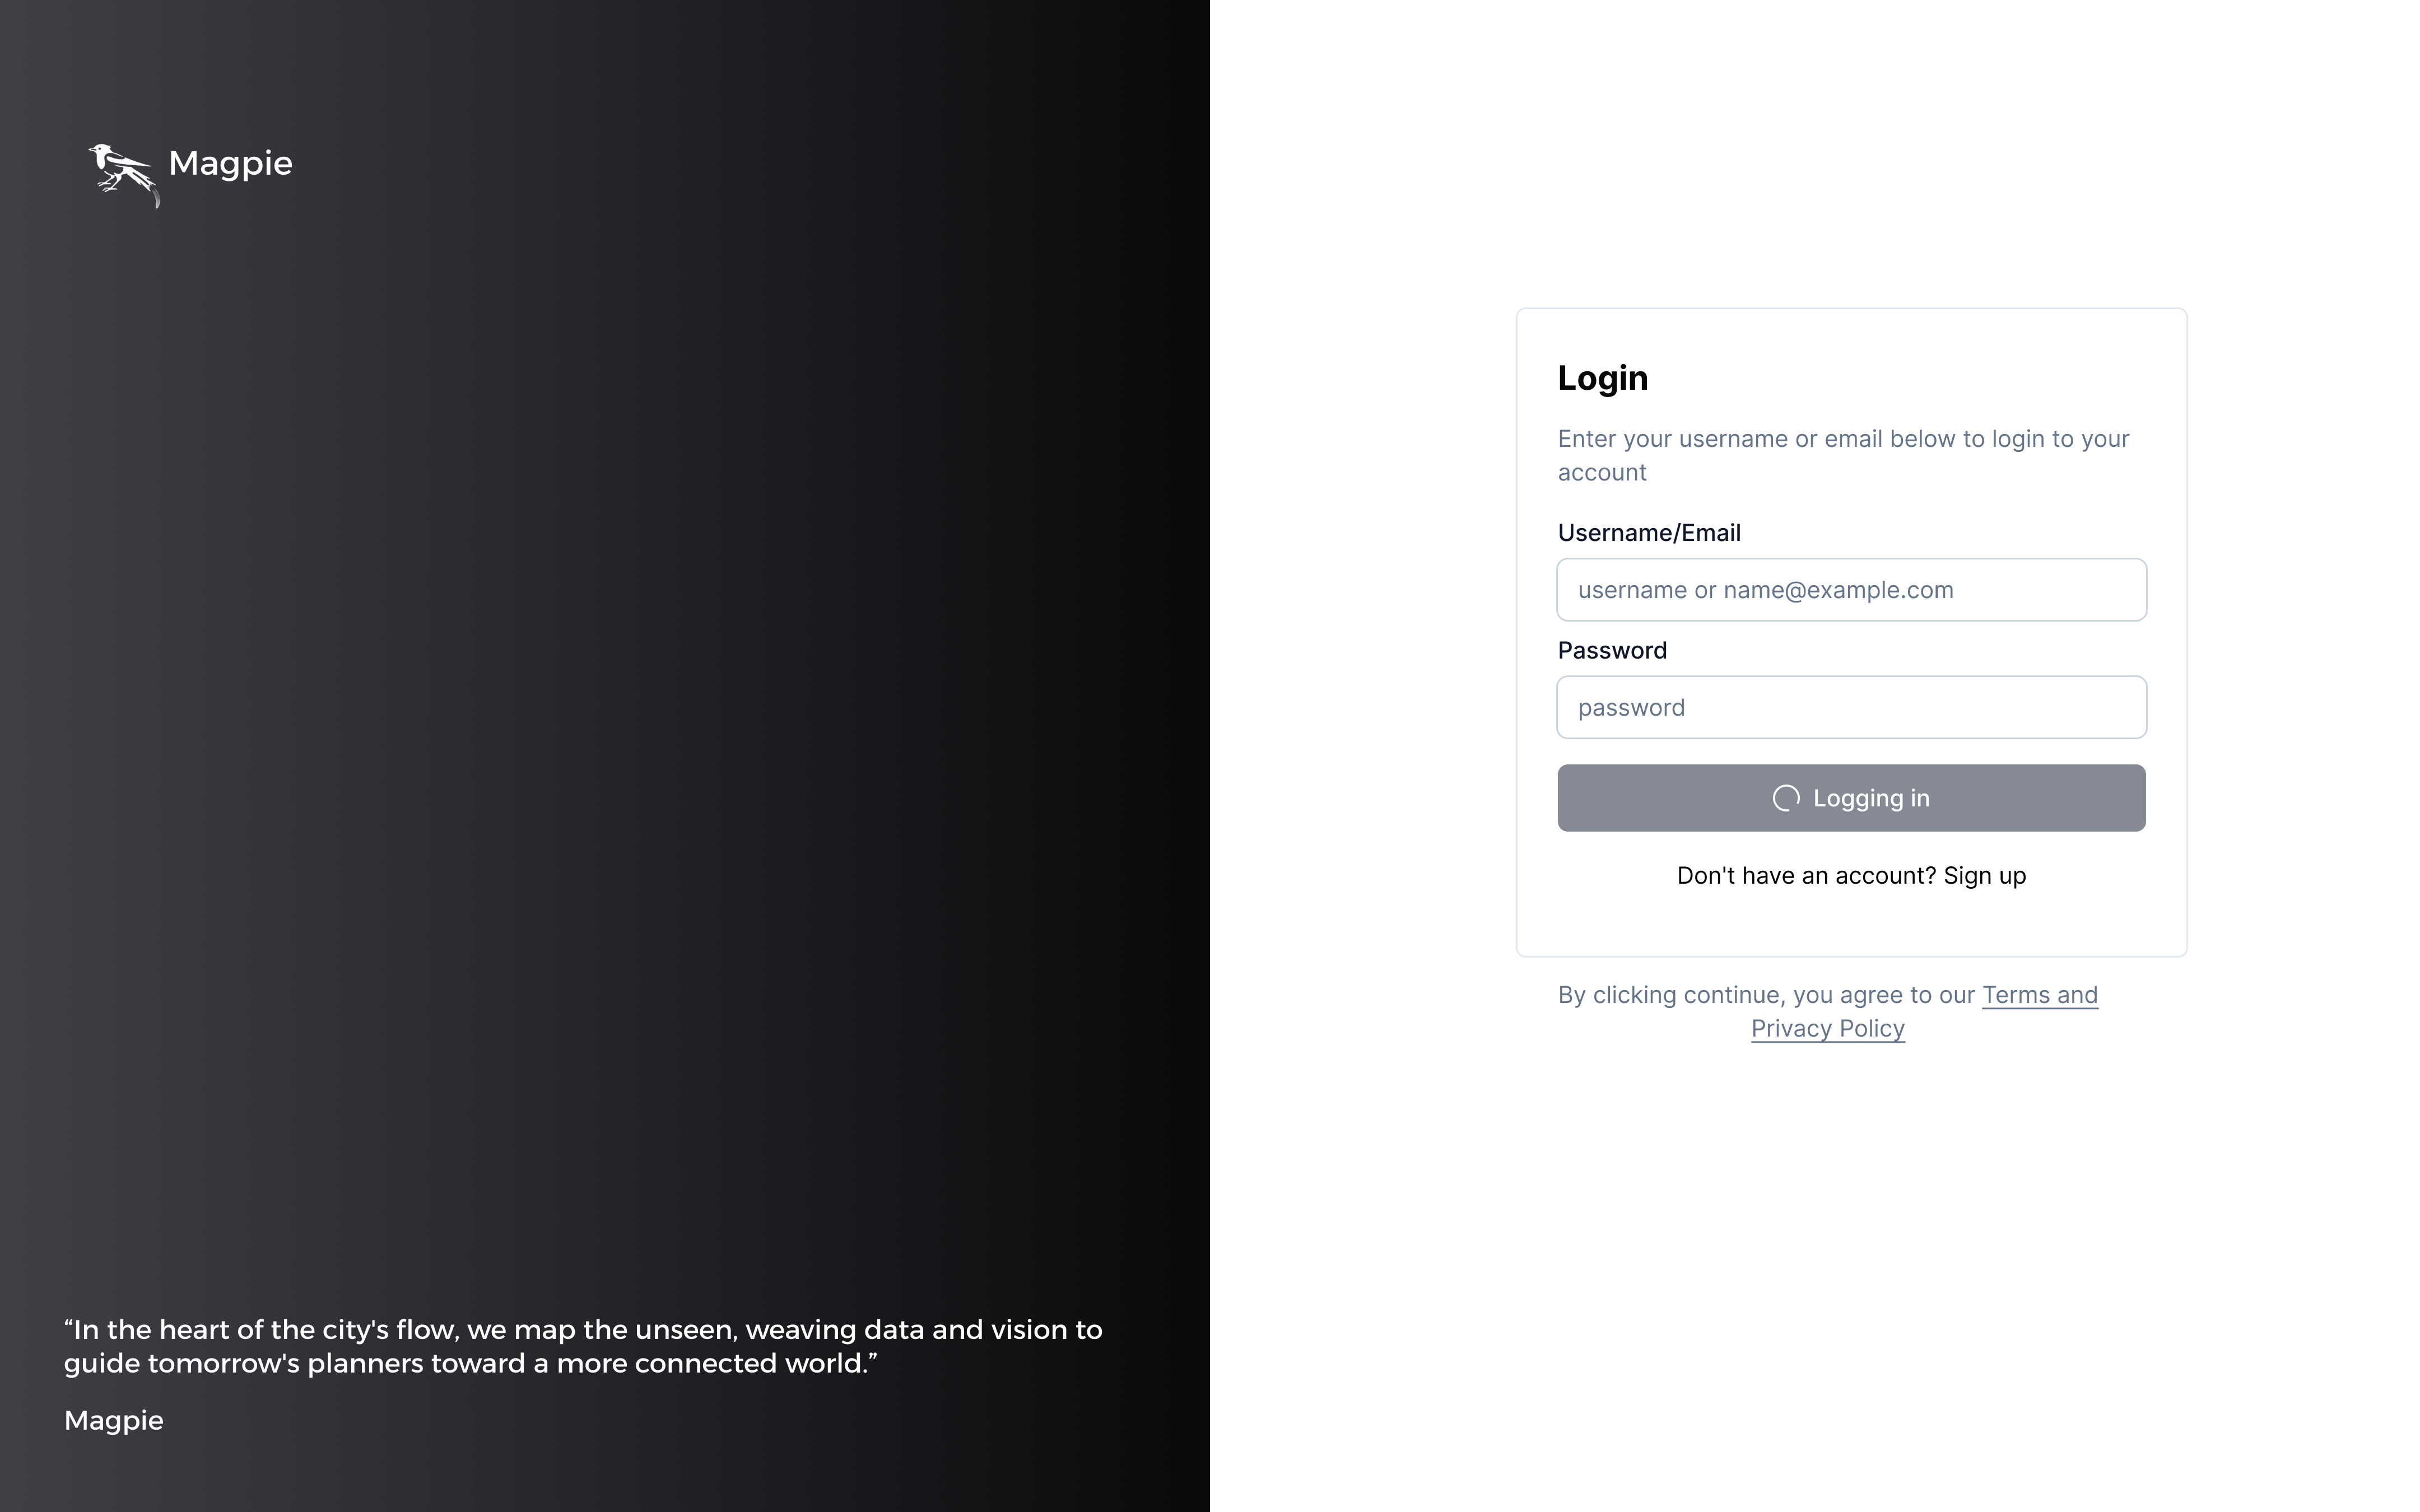 Magpie
“In the heart of the city's flow, we map the unseen, weaving data and vision to
guide tomorrow's planners toward a more connected world.”
Magpie
Login
Enter your username or email below to login to your
account
Username/Email
username or name@example.com
Password
password
Logging in
Don't have an account? Sign up
By clicking continue, you agree to our Terms and
Privacy Policy